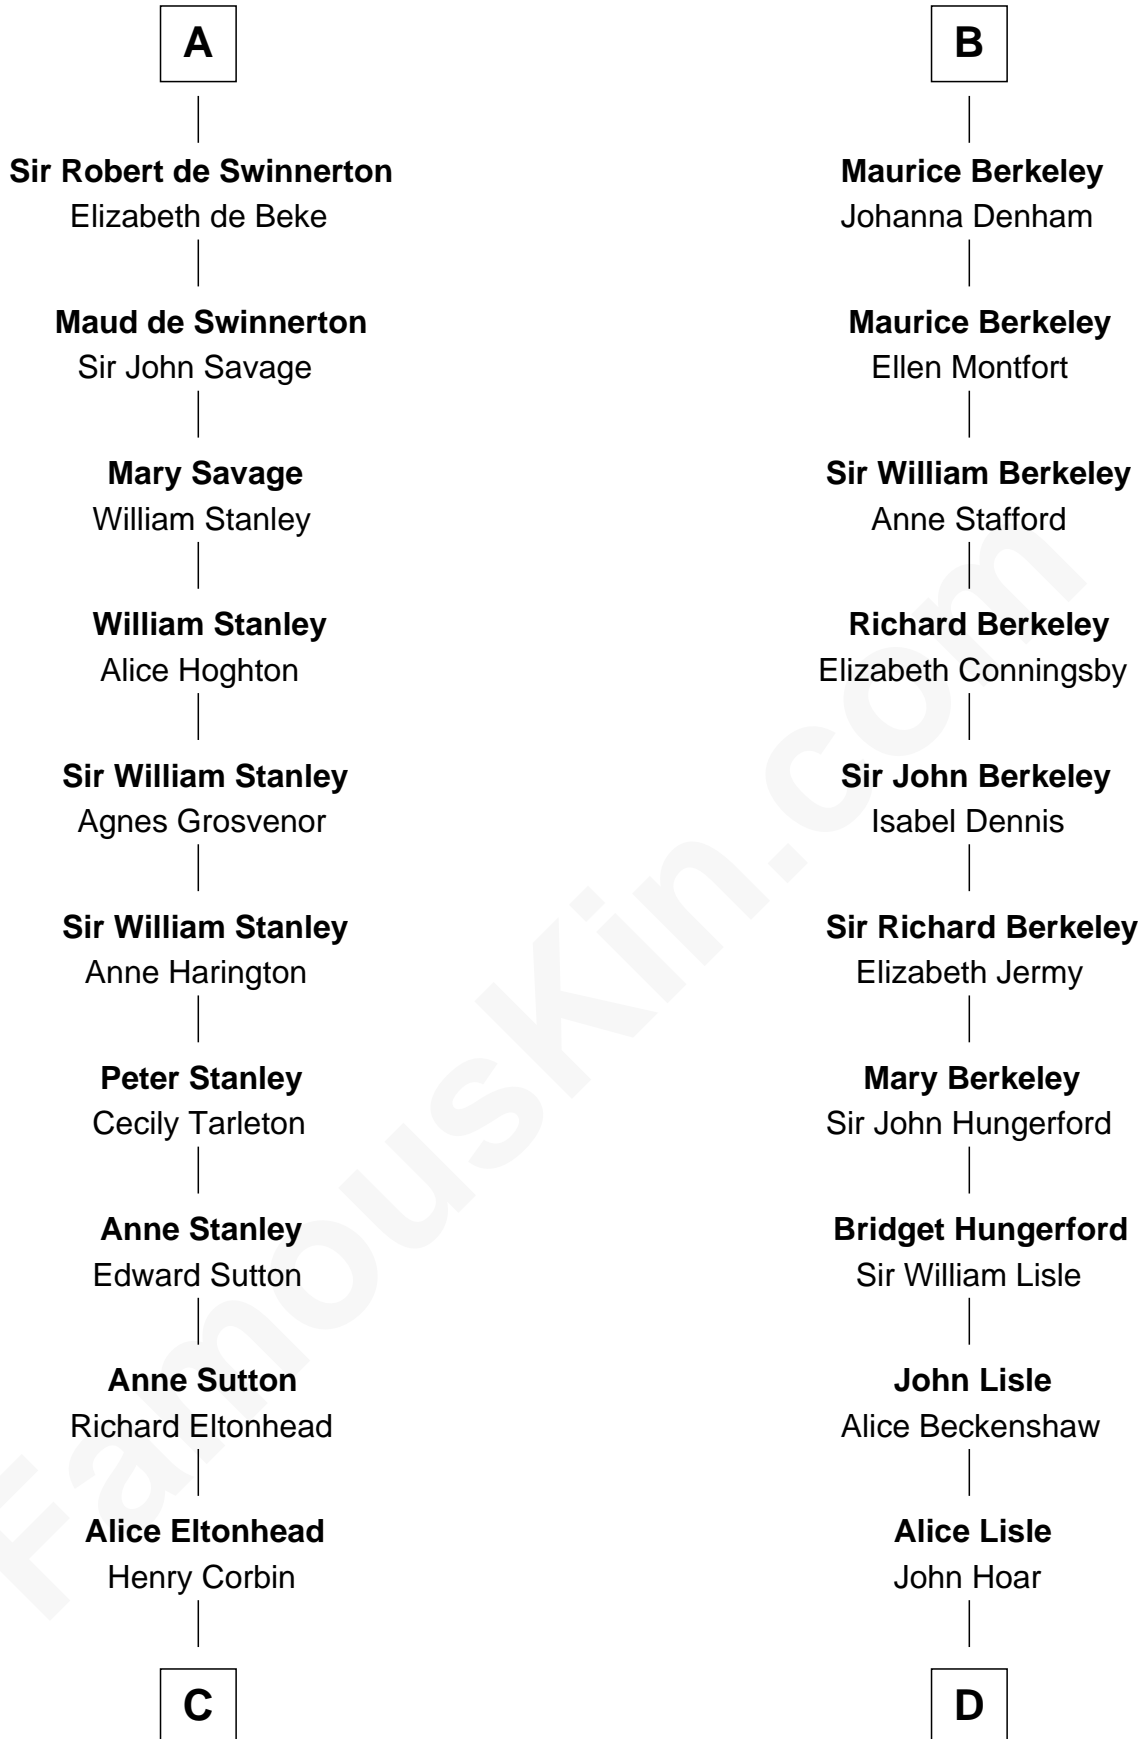 A
Sir Robert de Swinnerton
Elizabeth de Beke
Maud de Swinnerton
Sir John Savage
Mary Savage
William Stanley
William Stanley
Alice Hoghton
Sir William Stanley
Agnes Grosvenor
Sir William Stanley
Anne Harington
Peter Stanley
Cecily Tarleton
Anne Stanley
Edward Sutton
Anne Sutton
Richard Eltonhead
Alice Eltonhead
Henry Corbin
C
B
Maurice Berkeley
Johanna Denham
Maurice Berkeley
Ellen Montfort
Sir William Berkeley
Anne Stafford
Richard Berkeley
Elizabeth Conningsby
Sir John Berkeley
Isabel Dennis
Sir Richard Berkeley
Elizabeth Jermy
Mary Berkeley
Sir John Hungerford
Bridget Hungerford
Sir William Lisle
John Lisle
Alice Beckenshaw
Alice Lisle
John Hoar
D
FamousKin.com